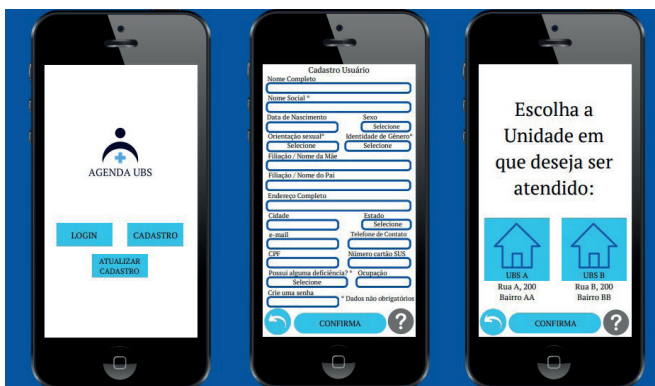 AGENDA UBS
LOGIN
CADASTRO
ATUALIZAR
CADASTRO
Cadastro Usuário
Nome Completo
Nome Social *
Data de Nascimento
Sexo
Selecione
Orientação sexual*
Identidade de Gênero*
Selecione
Selecione
Filiação / Nome da Mãe
Filiação / Nome do Pai
Endereço Completo
Cidade
Estado
Selecione
e-mail
Telefone de Contato
CPF
Número cartão SUS
Possui alguma deficiência? *
Ocupação
Selecione
Crie uma senha
* Dados não obrigatórios
CONFIRMA
?
Escolha a
Unidade em
que deseja ser
atendido:
UBS A
Rua A, 200
Bairro AA
UBS B
Rua B, 200
Bairro BB
CONFIRMA
?